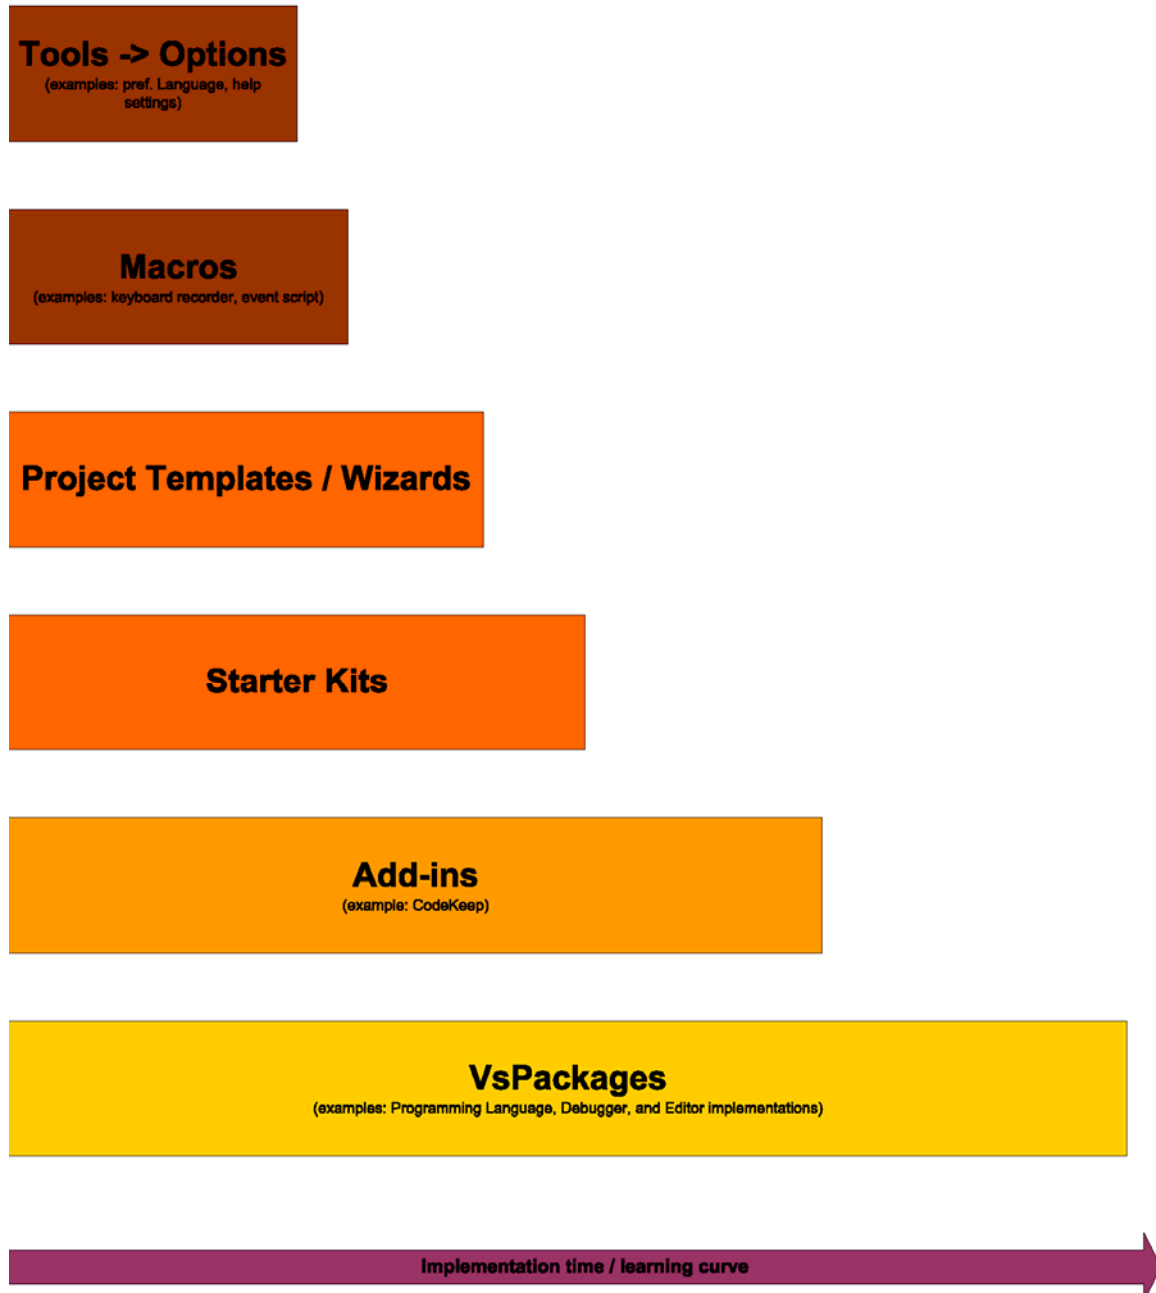 Tools -> Options
(examples: pref. Language, help
settings)
Macros
(examples: keyboard recorder, event script)
Project Templates / Wizards
Starter Kits
Add-ins
(example: CodeKeep)
VsPackages
(examples: Programming Language, Debugger, and Editor implementations)
Implementation time / learning curve